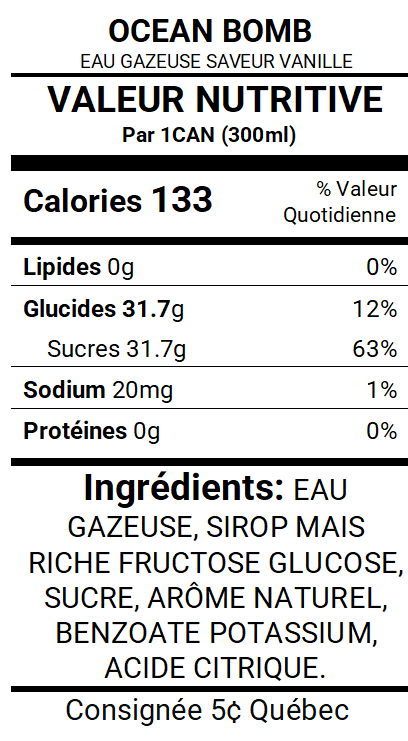 OCEAN BOMB
EAU GAZEUSE SAVEUR VANILLE
VALEUR NUTRITIVE
Par 1CAN (300ml)
Calories 133
% Valeur
Quotidienne
Lipides 0g 0%
Glucides 31.7g 12%
Sucres 31.7g 63%
Sodium 20mg 1%
Protéines 0g 0%
Ingrédients: EAU
GAZEUSE, SIROP MAIS
RICHE FRUCTOSE GLUCOSE,
SUCRE, ARÔME NATUREL,
BENZOATE POTASSIUM,
ACIDE CITRIQUE.
Consignée 5¢ Québec